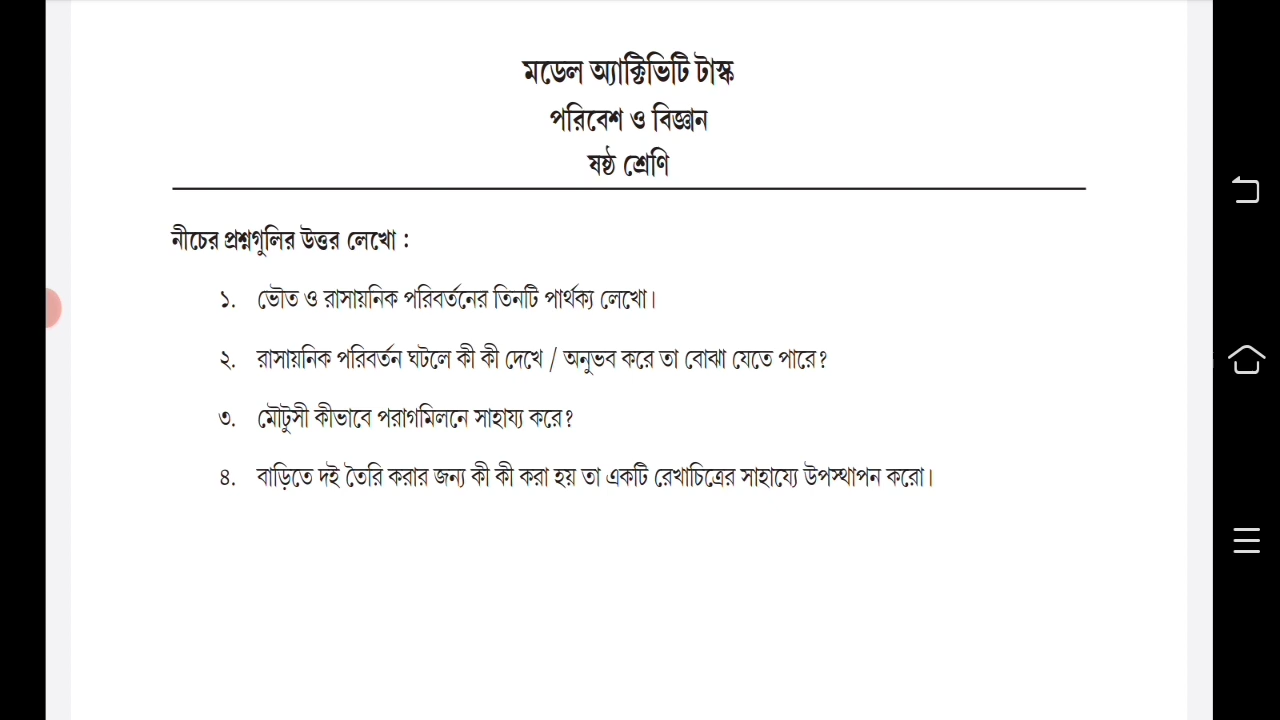 মডেল অ্যাক্টিভিটি টাস্ক
পরিবেশ ও বিজ্ঞান
ষষ্ঠ শ্রেণি
নীচের প্রশ্নগুলির উত্তর লেখো :
১. ভৌত ও রাসায়নিক পরিবর্তনের তিনটি পার্থক্য লেখো।
২. রাসায়নিক পরিবর্তন ঘটলে কী কী দেখে / অনুভব করে তা বোঝা যেতে পারে?
৩. মৌটুসী কীভাবে পরাগমিলনে সাহায্য করে?
৪. বাড়িতে দই তৈরি করার জন্য কী কী করা হয় তা একটি রেখাচিত্রের সাহায্যে উপস্থাপন করো।